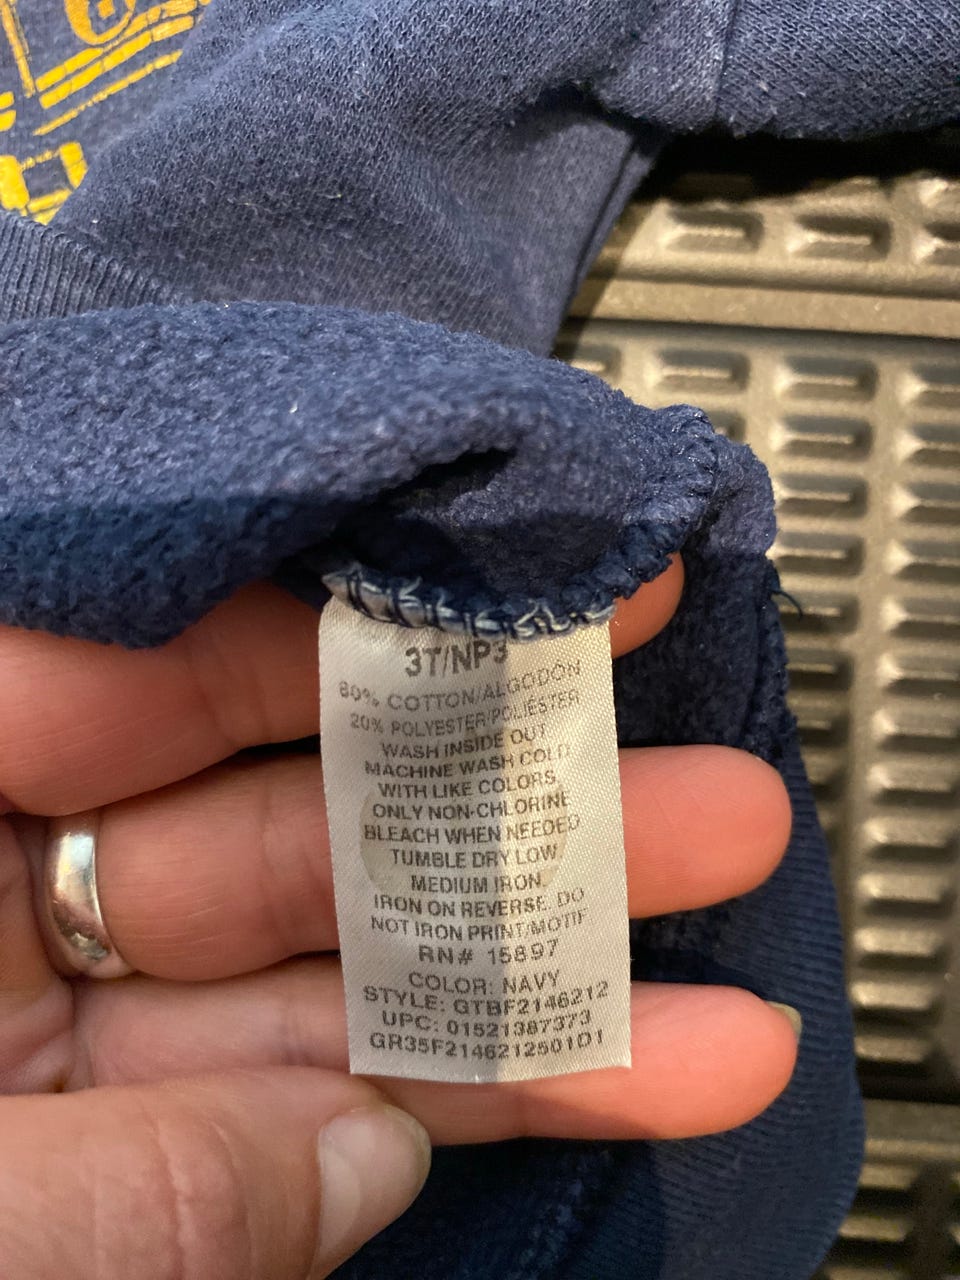 3T/NP3
80% COTTON/ALGODÓN
20% POLYESTER/POLIÉSTER
WASH INSIDE OUT
MACHINE WASH COLD
WITH LIKE COLORS
ONLY NON-CHLORINE
BLEACH WHEN NEEDED
TUMBLE DRY LOW
MEDIUM IRON.
IRON ON REVERSE. DO
NOT IRON PRINT/MOTIF
RN# 15897
COLOR: NAVY
STYLE: GTBF2146212
UPC: 01521387373
GR35F2146212501D1